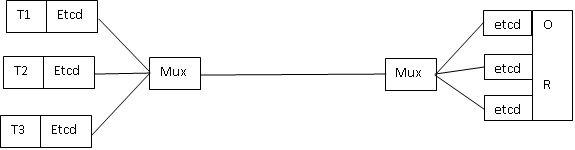 T1 Etcd
T2 Etcd
T3 Etcd
Mux
Mux
etcd
etcd
etcd
O
R